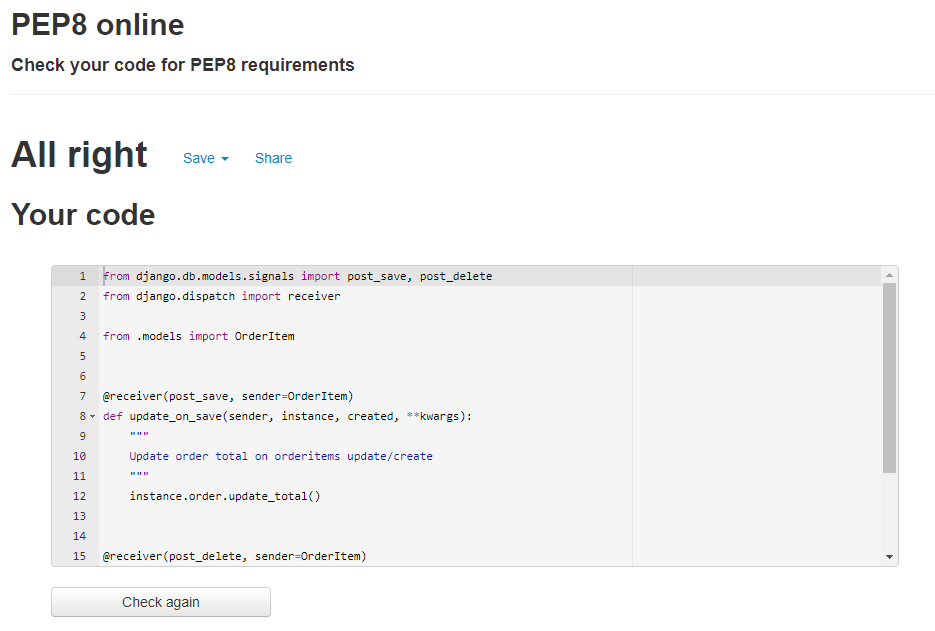 PEP8 online
Check your code for PEP8 requirements
All right Save Share
Your code
1 from django.db.models.signals import post_save, post_delete
2 from django.dispatch import receiver
3
4 from .models import OrderItem
5
6
7 @receiver(post_save, sender=OrderItem)
8 def update_on_save(sender, instance, created, **kwargs):
9 """
10 Update order total on orderitems update/create
11 """
12 instance.order.update_total()
13
14
15 @receiver(post_delete, sender=OrderItem)
Check again